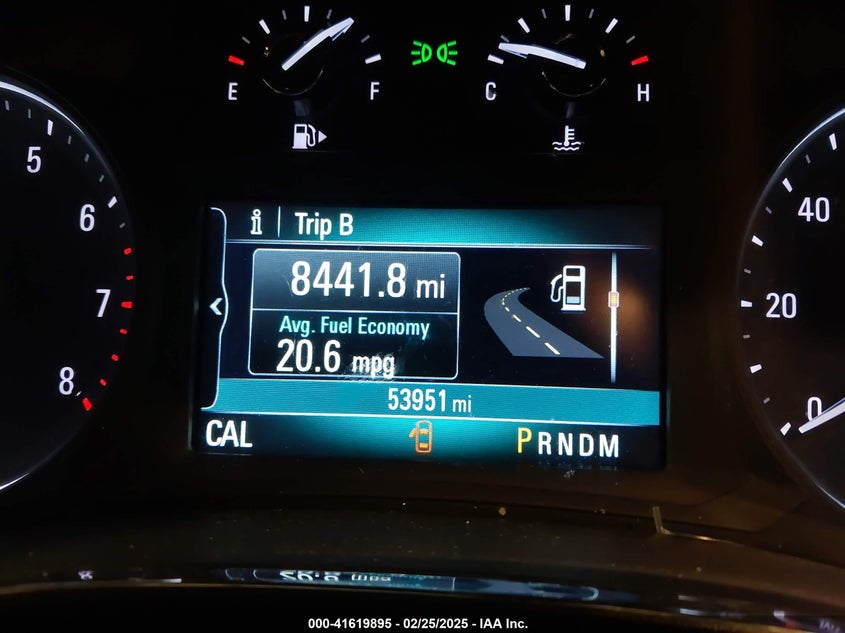 E F C H
5
6
7
8
40
20
0
i Trip B
8441.8 mi
Avg. Fuel Economy
20.6 mpg
53951 mi
CAL PRNDM
000-41619895 - 02/25/2025 - IAA Inc.